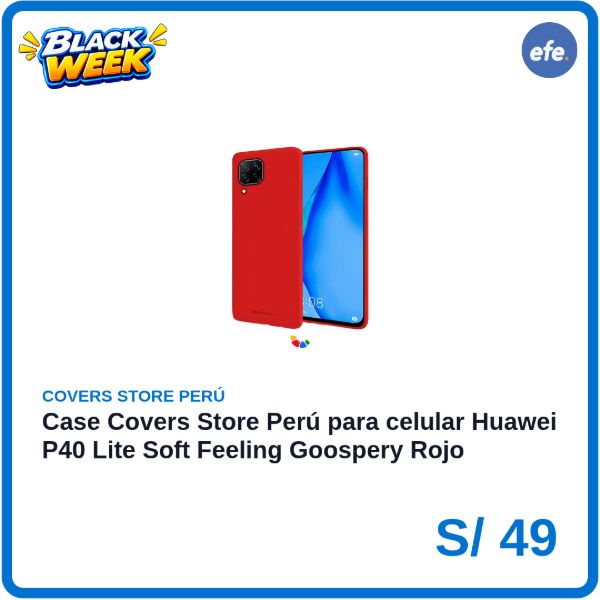 BLACK
WEEK
efe.
:08
COVERS STORE PERÚ
Case Covers Store Perú para celular Huawei
P40 Lite Soft Feeling Goospery Rojo
S/ 49